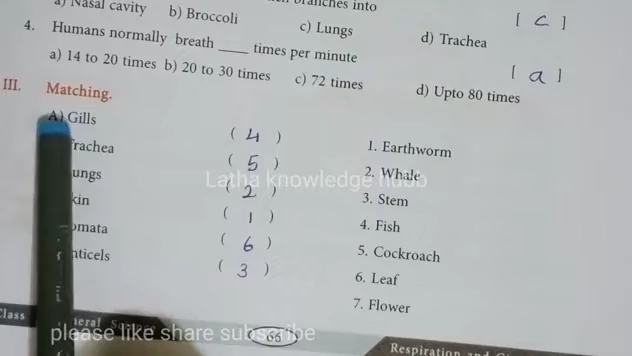 branches into
a) Nasal cavity b) Broccoli c) Lungs d) Trachea [ c ]
4. Humans normally breath ____ times per minute
a) 14 to 20 times b) 20 to 30 times c) 72 times d) Upto 80 times [ a ]
III. Matching.
A) Gills ( 4 ) 1. Earthworm
rachea ( 5 ) 2. Whale
ungs ( 2 ) 3. Stem
kin ( 1 ) 4. Fish
omata ( 6 ) 5. Cockroach
nticels ( 3 ) 6. Leaf
7. Flower
Latha knowledge hubb
Class
66
Respiration and
please like share subscribe